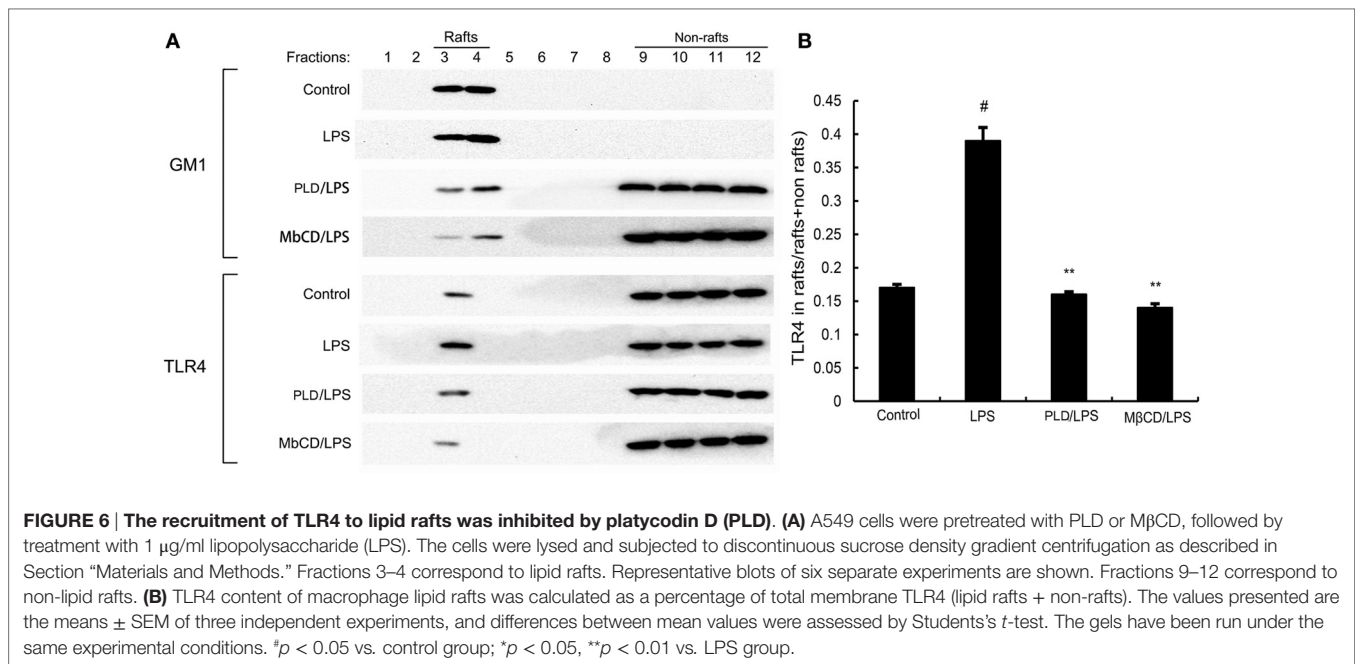 A
Rafts
Non-rafts
Fractions: 1 2 3 4 5 6 7 8 9 10 11 12
GM1
Control
LPS
PLD/LPS
MbCD/LPS
TLR4
Control
LPS
PLD/LPS
MbCD/LPS
B
TLR4 in rafts/rafts+non rafts)
0.45
0.4
0.35
0.3
0.25
0.2
0.15
0.1
0.05
0
#
**
**
Control LPS PLD/LPS MβCD/LPS
FIGURE 6 | The recruitment of TLR4 to lipid rafts was inhibited by platycodin D (PLD). (A) A549 cells were pretreated with PLD or MβCD, followed by
treatment with 1 μg/ml lipopolysaccharide (LPS). The cells were lysed and subjected to discontinuous sucrose density gradient centrifugation as described in
Section “Materials and Methods.” Fractions 3–4 correspond to lipid rafts. Representative blots of six separate experiments are shown. Fractions 9–12 correspond to
non-lipid rafts. (B) TLR4 content of macrophage lipid rafts was calculated as a percentage of total membrane TLR4 (lipid rafts + non-rafts). The values presented are
the means ± SEM of three independent experiments, and differences between mean values were assessed by Students’s t-test. The gels have been run under the
same experimental conditions. #p < 0.05 vs. control group; *p < 0.05, **p < 0.01 vs. LPS group.